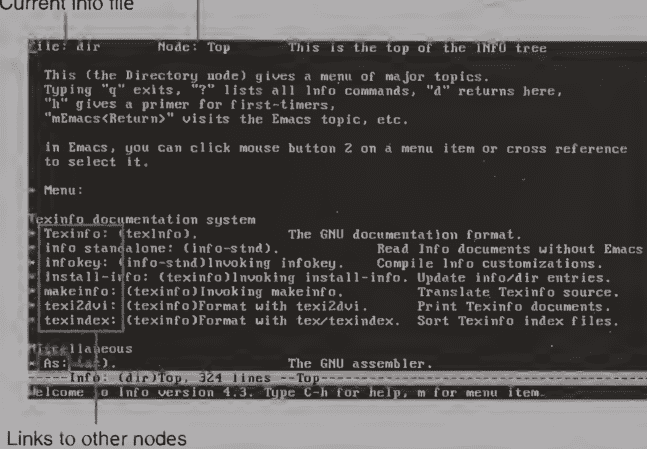 Current info file
File: dir Node: Top This is the top of the INFO tree
This (the Directory node) gives a menu of major topics.
Typing "q" exits, "?" lists all Info commands, "d" returns here,
"h" gives a primer for first-timers,
"mEmacs<Return>" visits the Emacs topic, etc.
in Emacs, you can click mouse button 2 on a menu item or cross reference
to select it.
* Menu:
Texinfo documentation system
* Texinfo: (texinfo). The GNU documentation format.
* info standalone: (info-stnd). Read Info documents without Emacs
* infokey: (info-stnd)Invoking infokey. Compile Info customizations.
* install-info: (texinfo)Invoking install-info. Update info/dir entries.
* makeinfo: (texinfo)Invoking makeinfo. Translate Texinfo source.
* texi2dvi: (texinfo)Format with texi2dvi. Print Texinfo documents.
* texindex: (texinfo)Format with tex/texindex. Sort Texinfo index files.
Miscellaneous
* As: (as). The GNU assembler.
-----Info: (dir)Top, 324 lines --Top-----
Welcome to Info version 4.3. Type C-h for help, m for menu item.
Links to other nodes